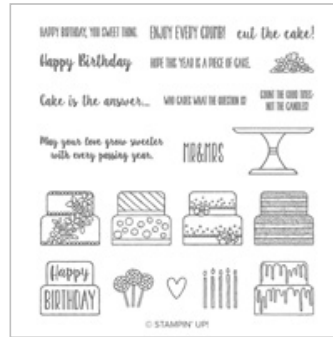 HAPPY BIRTHDAY, YOU SWEET THING.
ENJOY EVERY CRUMB!
cut the cake!
Happy Birthday
HOPE THIS YEAR IS A PIECE OF CAKE.
Cake is the answer...
WHO CARES WHAT THE QUESTION IS?
COUNT THE GOOD TIMES-
NOT THE CANDLES!
May your love grow sweeter
with every passing year.
MR&MRS
Happy
BIRTHDAY
© STAMPIN' UP!